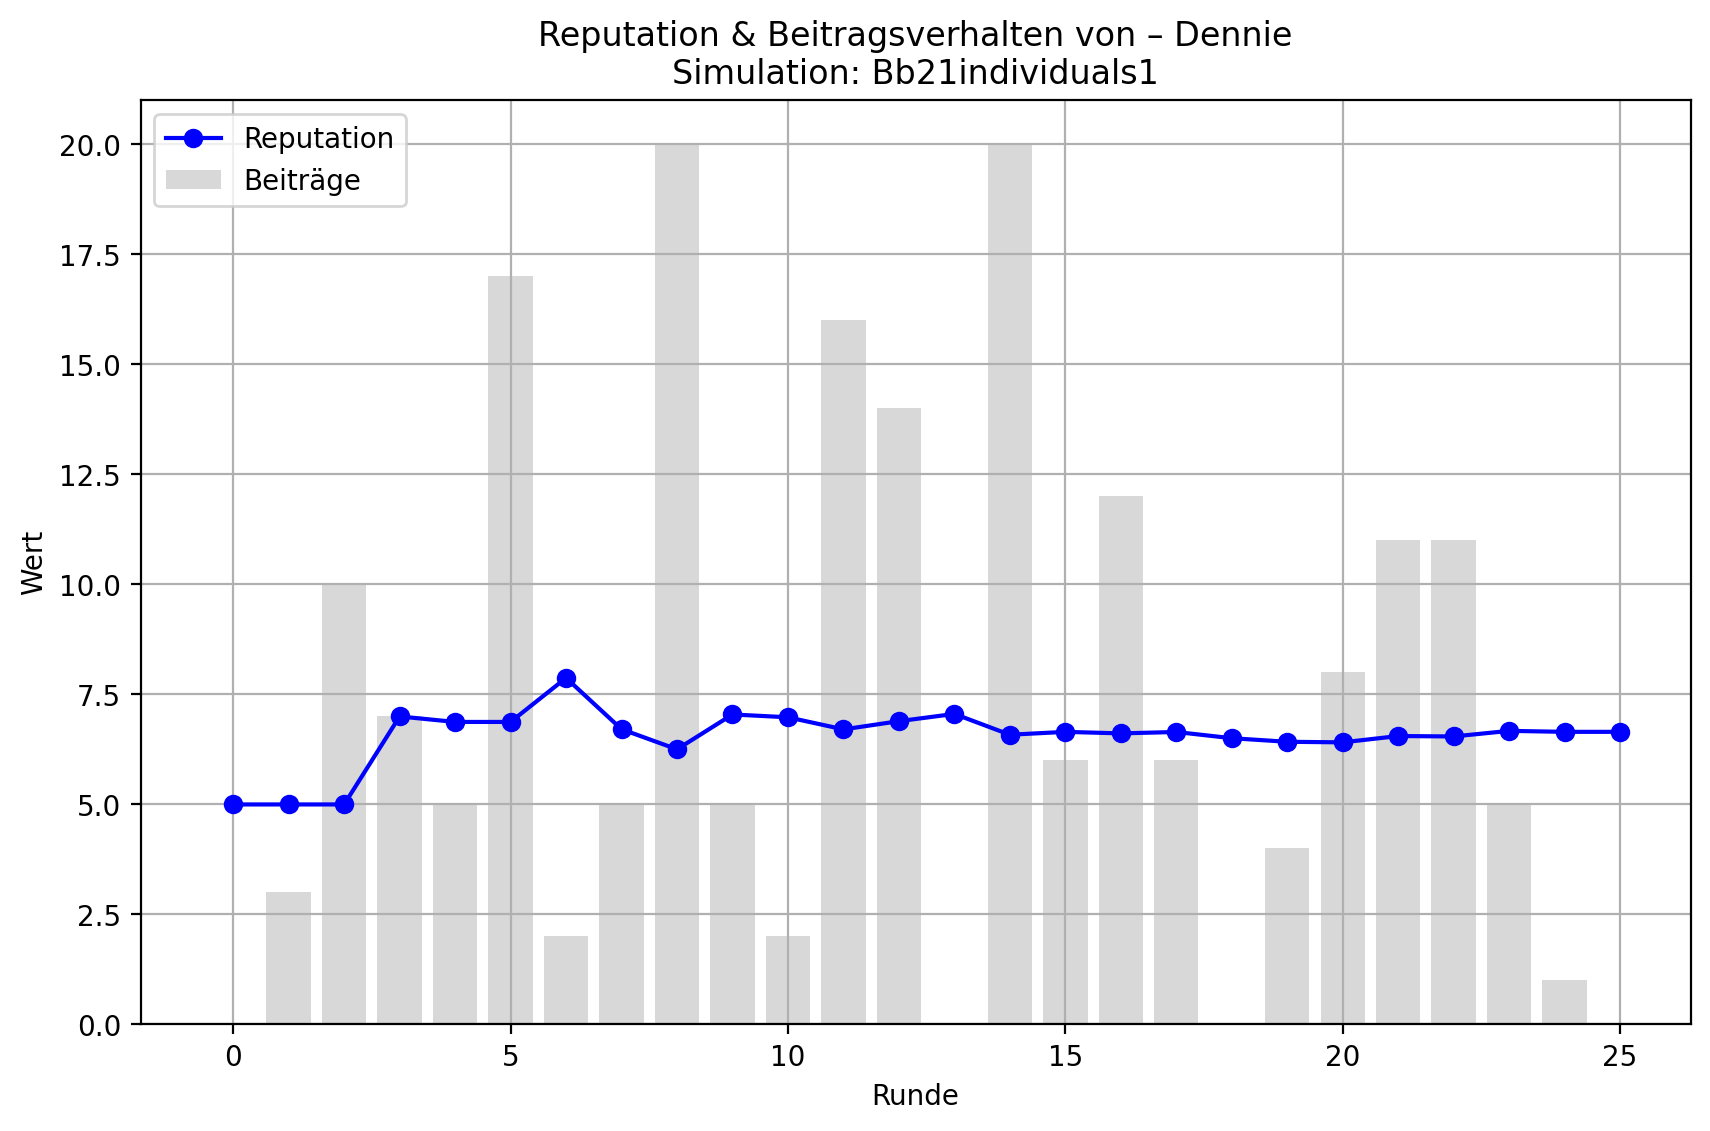 Reputation & Beitragsverhalten von – Dennie
Simulation: Bb21individuals1
Reputation
Beiträge
20.0
17.5
15.0
12.5
10.0
7.5
5.0
2.5
0.0
Wert
0 5 10 15 20 25
Runde